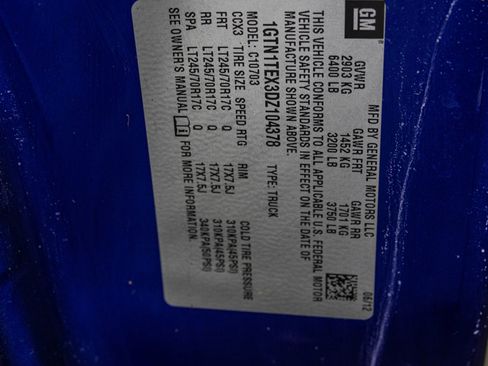 GM
MFD BY GENERAL MOTORS LLC
06/12
GVWR GAWR FRT GAWR RR
2903 KG 1452 KG 1701 KG
6400 LB 3200 LB 3750 LB
THIS VEHICLE CONFORMS TO ALL APPLICABLE U.S. FEDERAL MOTOR
VEHICLE SAFETY STANDARDS IN EFFECT ON THE DATE OF
MANUFACTURE SHOWN ABOVE.
1GTN1TEX3DZ104378 TYPE: TRUCK
MODEL: C10703
CCX3 TIRE SIZE SPEED RTG RIM COLD TIRE PRESSURE
FRT LT245/70R17C Q 17X7.5J 310KPA(45PSI)
RR LT245/70R17C Q 17X7.5J 310KPA(45PSI)
SPA LT245/70R17C Q 17X7.5J 340KPA(50PSI)
SEE OWNER'S MANUAL FOR MORE INFORMATION.